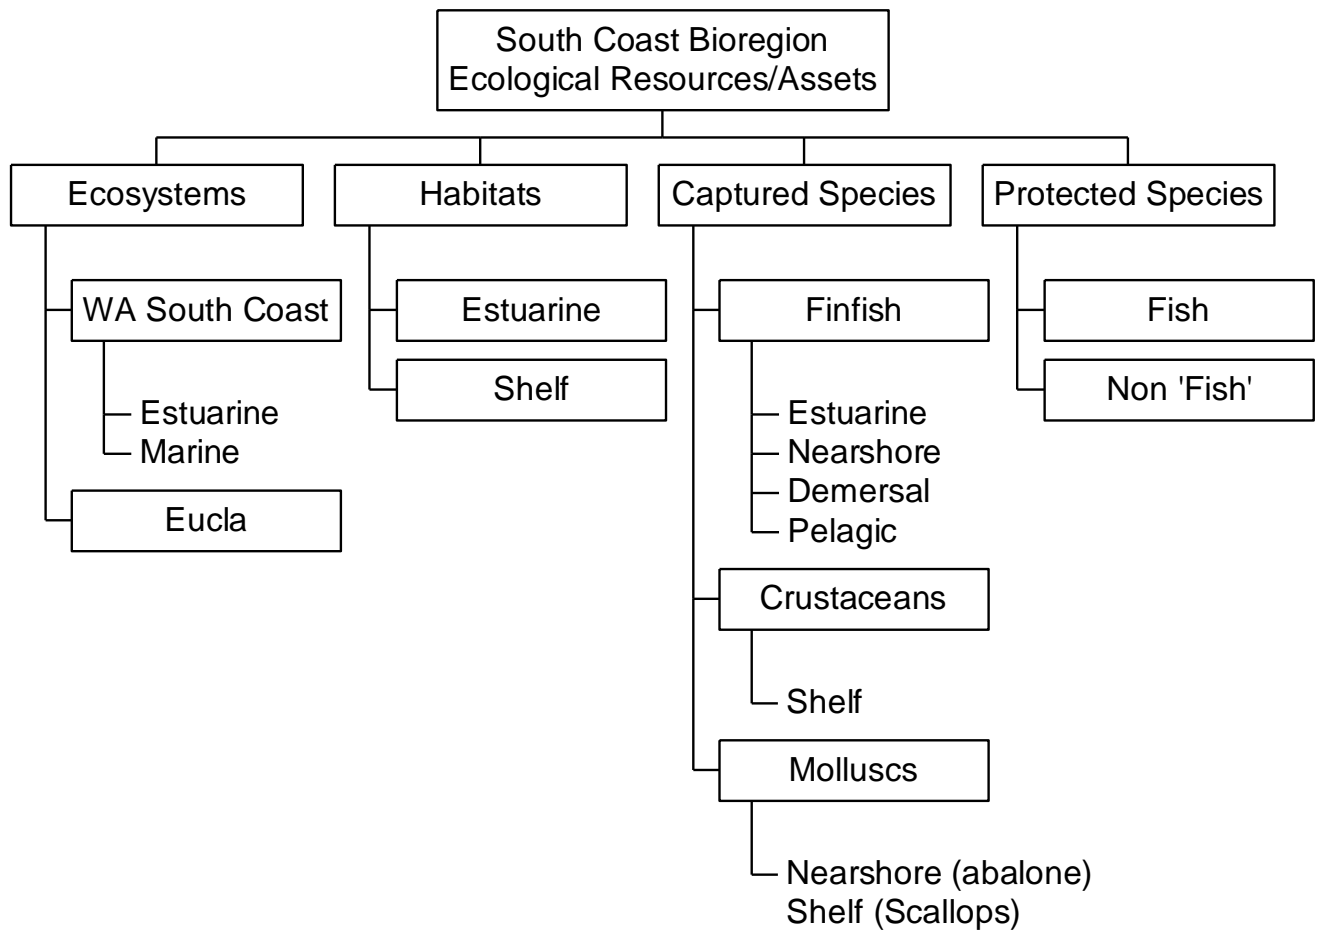 South Coast Bioregion
Ecological Resources/Assets
Ecosystems
WA South Coast
Estuarine
Marine
Eucla
Habitats
Estuarine
Shelf
Captured Species
Finfish
Estuarine
Nearshore
Demersal
Pelagic
Crustaceans
Shelf
Molluscs
Nearshore (abalone)
Shelf (Scallops)
Protected Species
Fish
Non 'Fish'